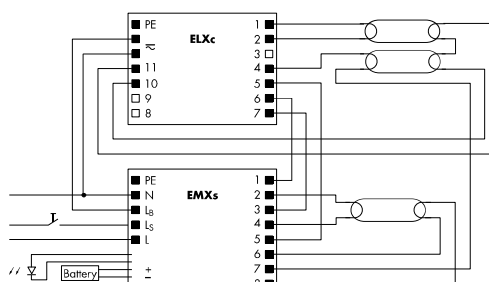 PE 1
2
ELXc
~ 3
11 4
10 5
9 6
8 7
PE 1
N EMXs 2
LB 3
LS 4
L 5
6
Battery + 7
−